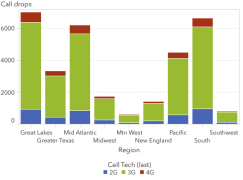 Call drops
6000
4000
2000
0
Great Lakes Mid Atlantic Mtn West Pacific Southwest
Greater Texas Midwest New England South
Region
Cell Tech (last)
2G 3G 4G